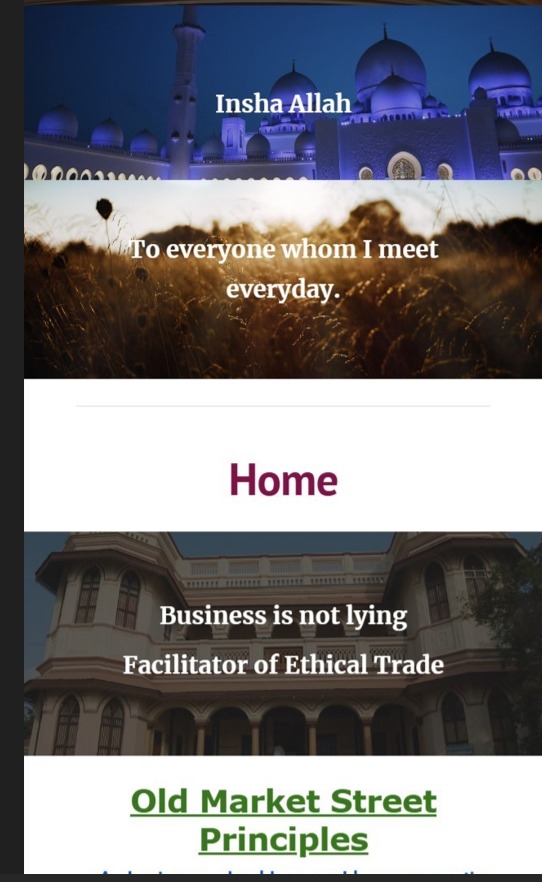 Insha Allah
To everyone whom I meet
everyday.
Home
Business is not lying
Facilitator of Ethical Trade
Old Market Street
Principles